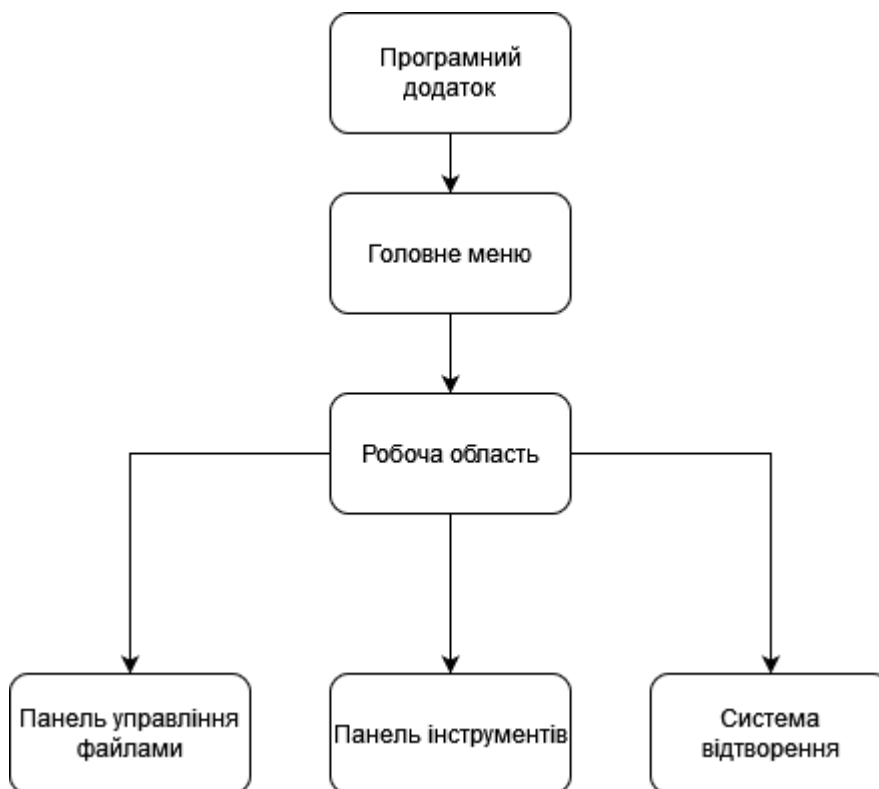 Програмний
додаток
Головне меню
Робоча область
Панель управління
файлами
Панель інструментів
Система
відтворення